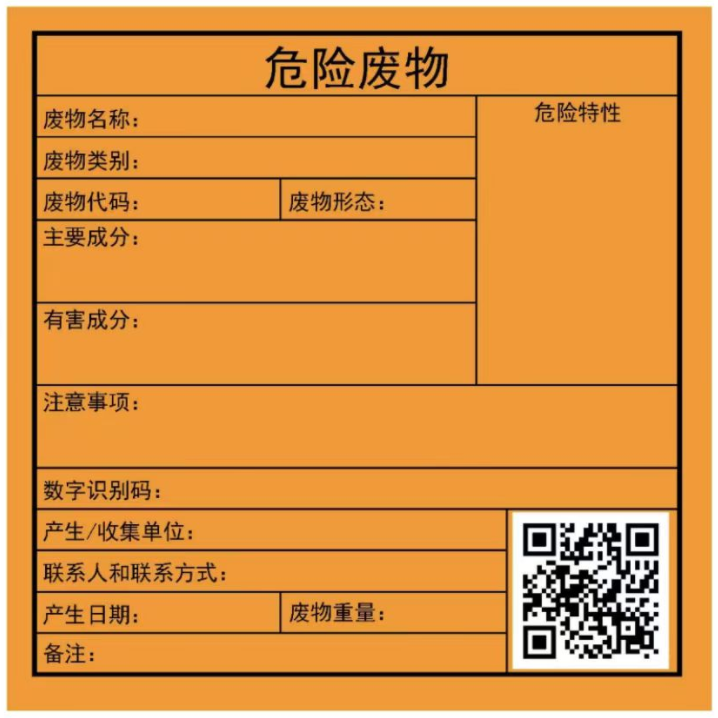 危险废物
废物名称：
危险特性
废物类别：
废物代码：
废物形态：
主要成分：
有害成分：
注意事项：
数字识别码：
产生/收集单位：
联系人和联系方式：
产生日期：
废物重量：
备注：